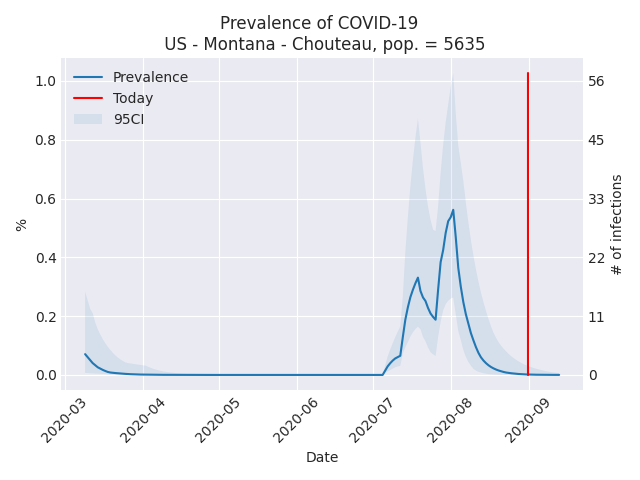 Prevalence of COVID-19
US - Montana - Chouteau, pop. = 5635
Prevalence
Today
95CI
1.0
0.8
0.6
0.4
0.2
0.0
%
56
45
33
22
11
0
# of infections
2020-03
2020-04
2020-05
2020-06
2020-07
2020-08
2020-09
Date